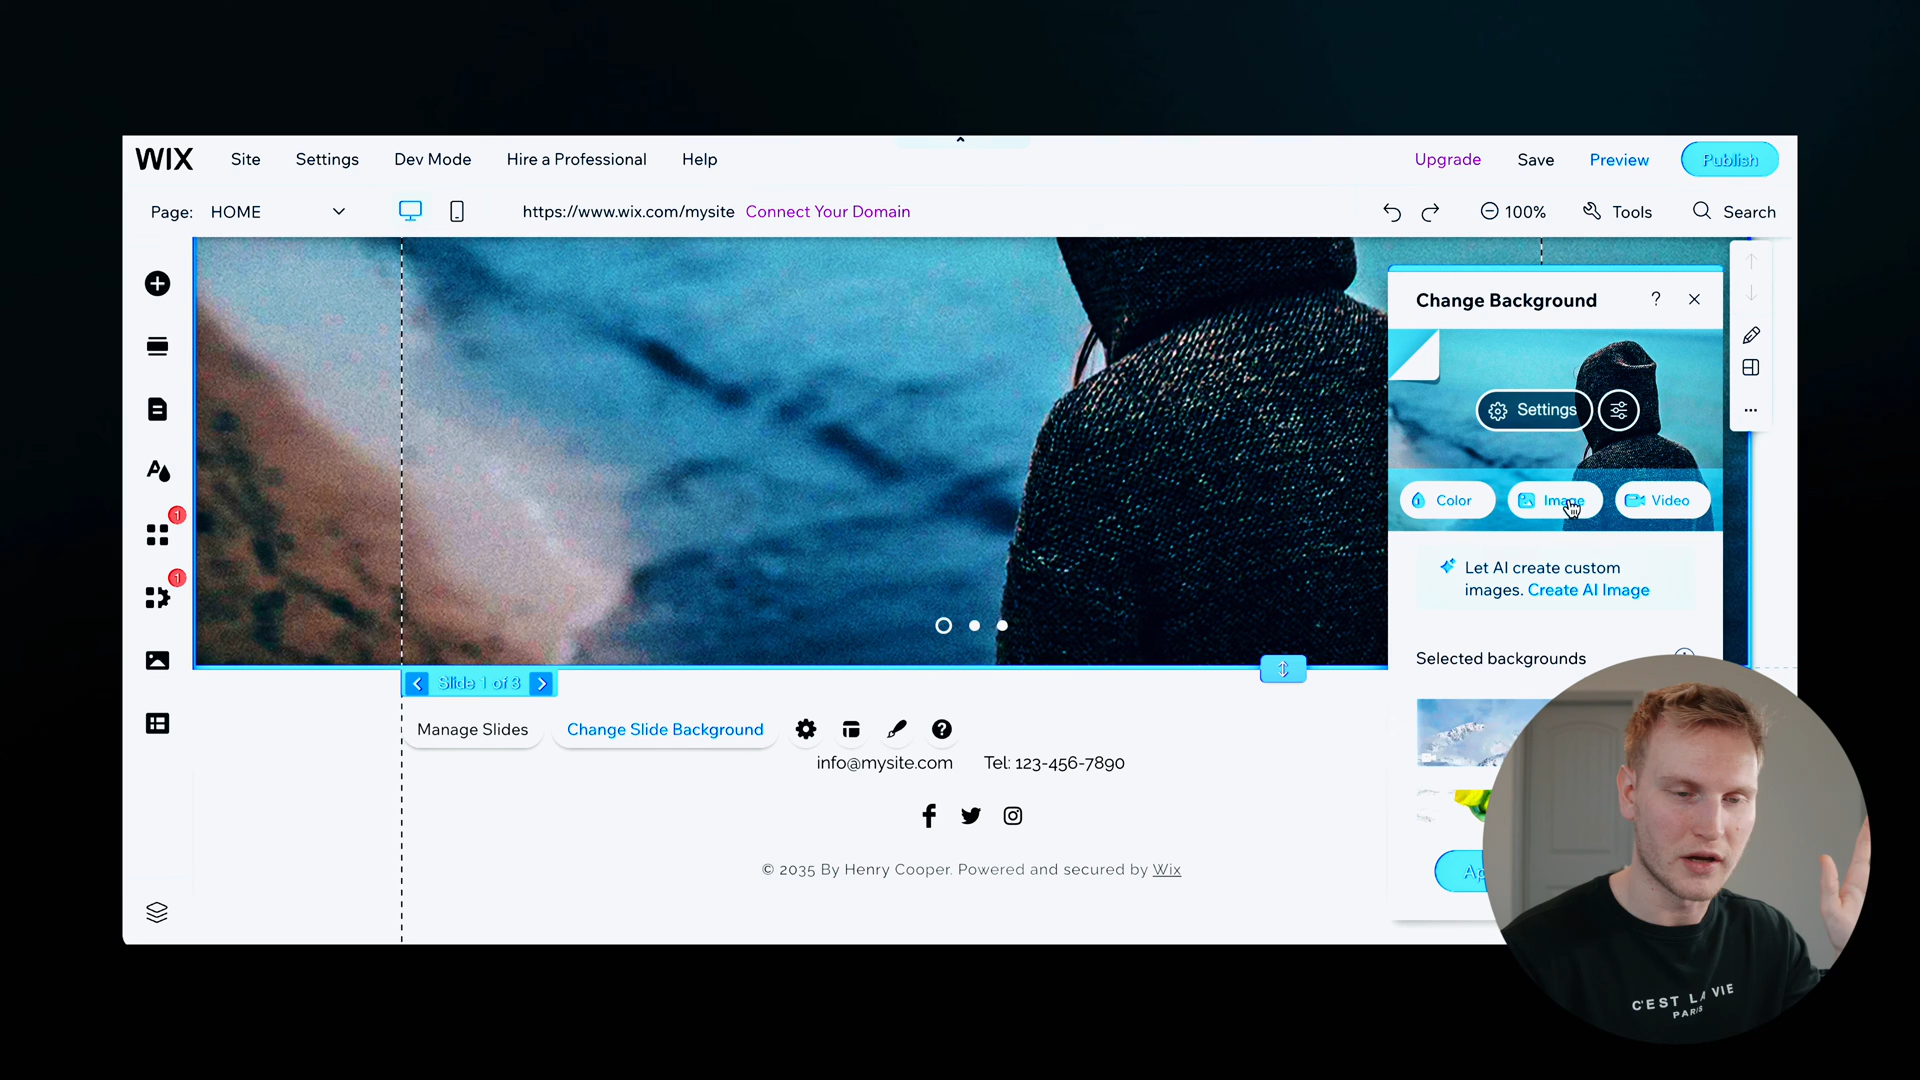 WIX Site Settings Dev Mode Hire a Professional Help Upgrade Save Preview Publish
Page: HOME https://www.wix.com/mysite Connect Your Domain 100% Tools Search
Change Background ?
Settings
Color Image Video
1
1
Let AI create custom
images. Create AI Image
Selected backgrounds
Slide 1 of 3
Manage Slides Change Slide Background ?
info@mysite.com Tel: 123-456-7890
© 2035 By Henry Cooper. Powered and secured by Wix
C'EST LA VIE
PARIS